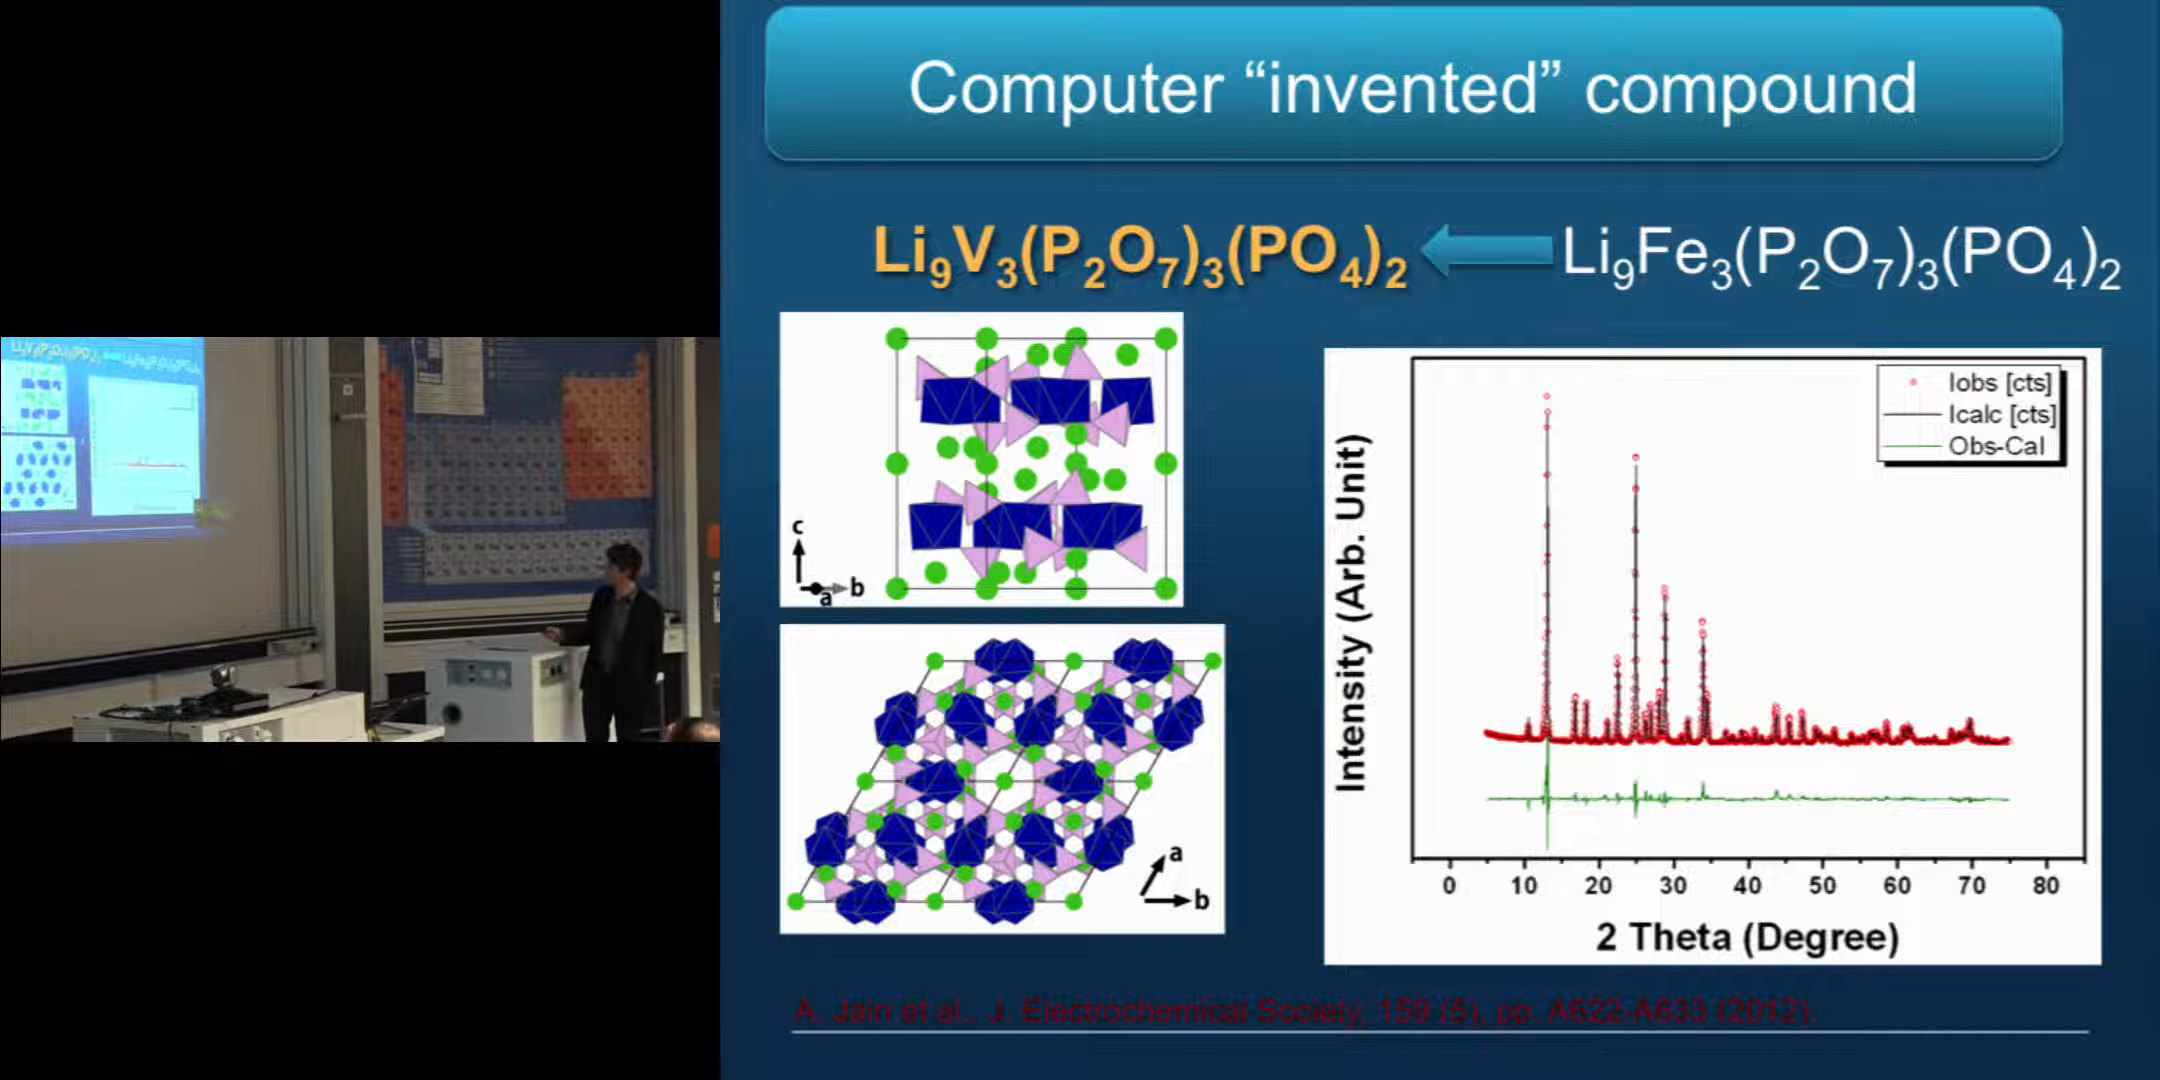 Computer “invented” compound
Li₉V₃(P₂O₇)₃(PO₄)₂
Li₉Fe₃(P₂O₇)₃(PO₄)₂
c
a
b
a
b
Iobs [cts]
Icalc [cts]
Obs-Cal
Intensity (Arb. Unit)
0 10 20 30 40 50 60 70 80
2 Theta (Degree)
A. Jain et al., J. Electrochemical Society, 159 (5), pp. A622-A633 (2012).